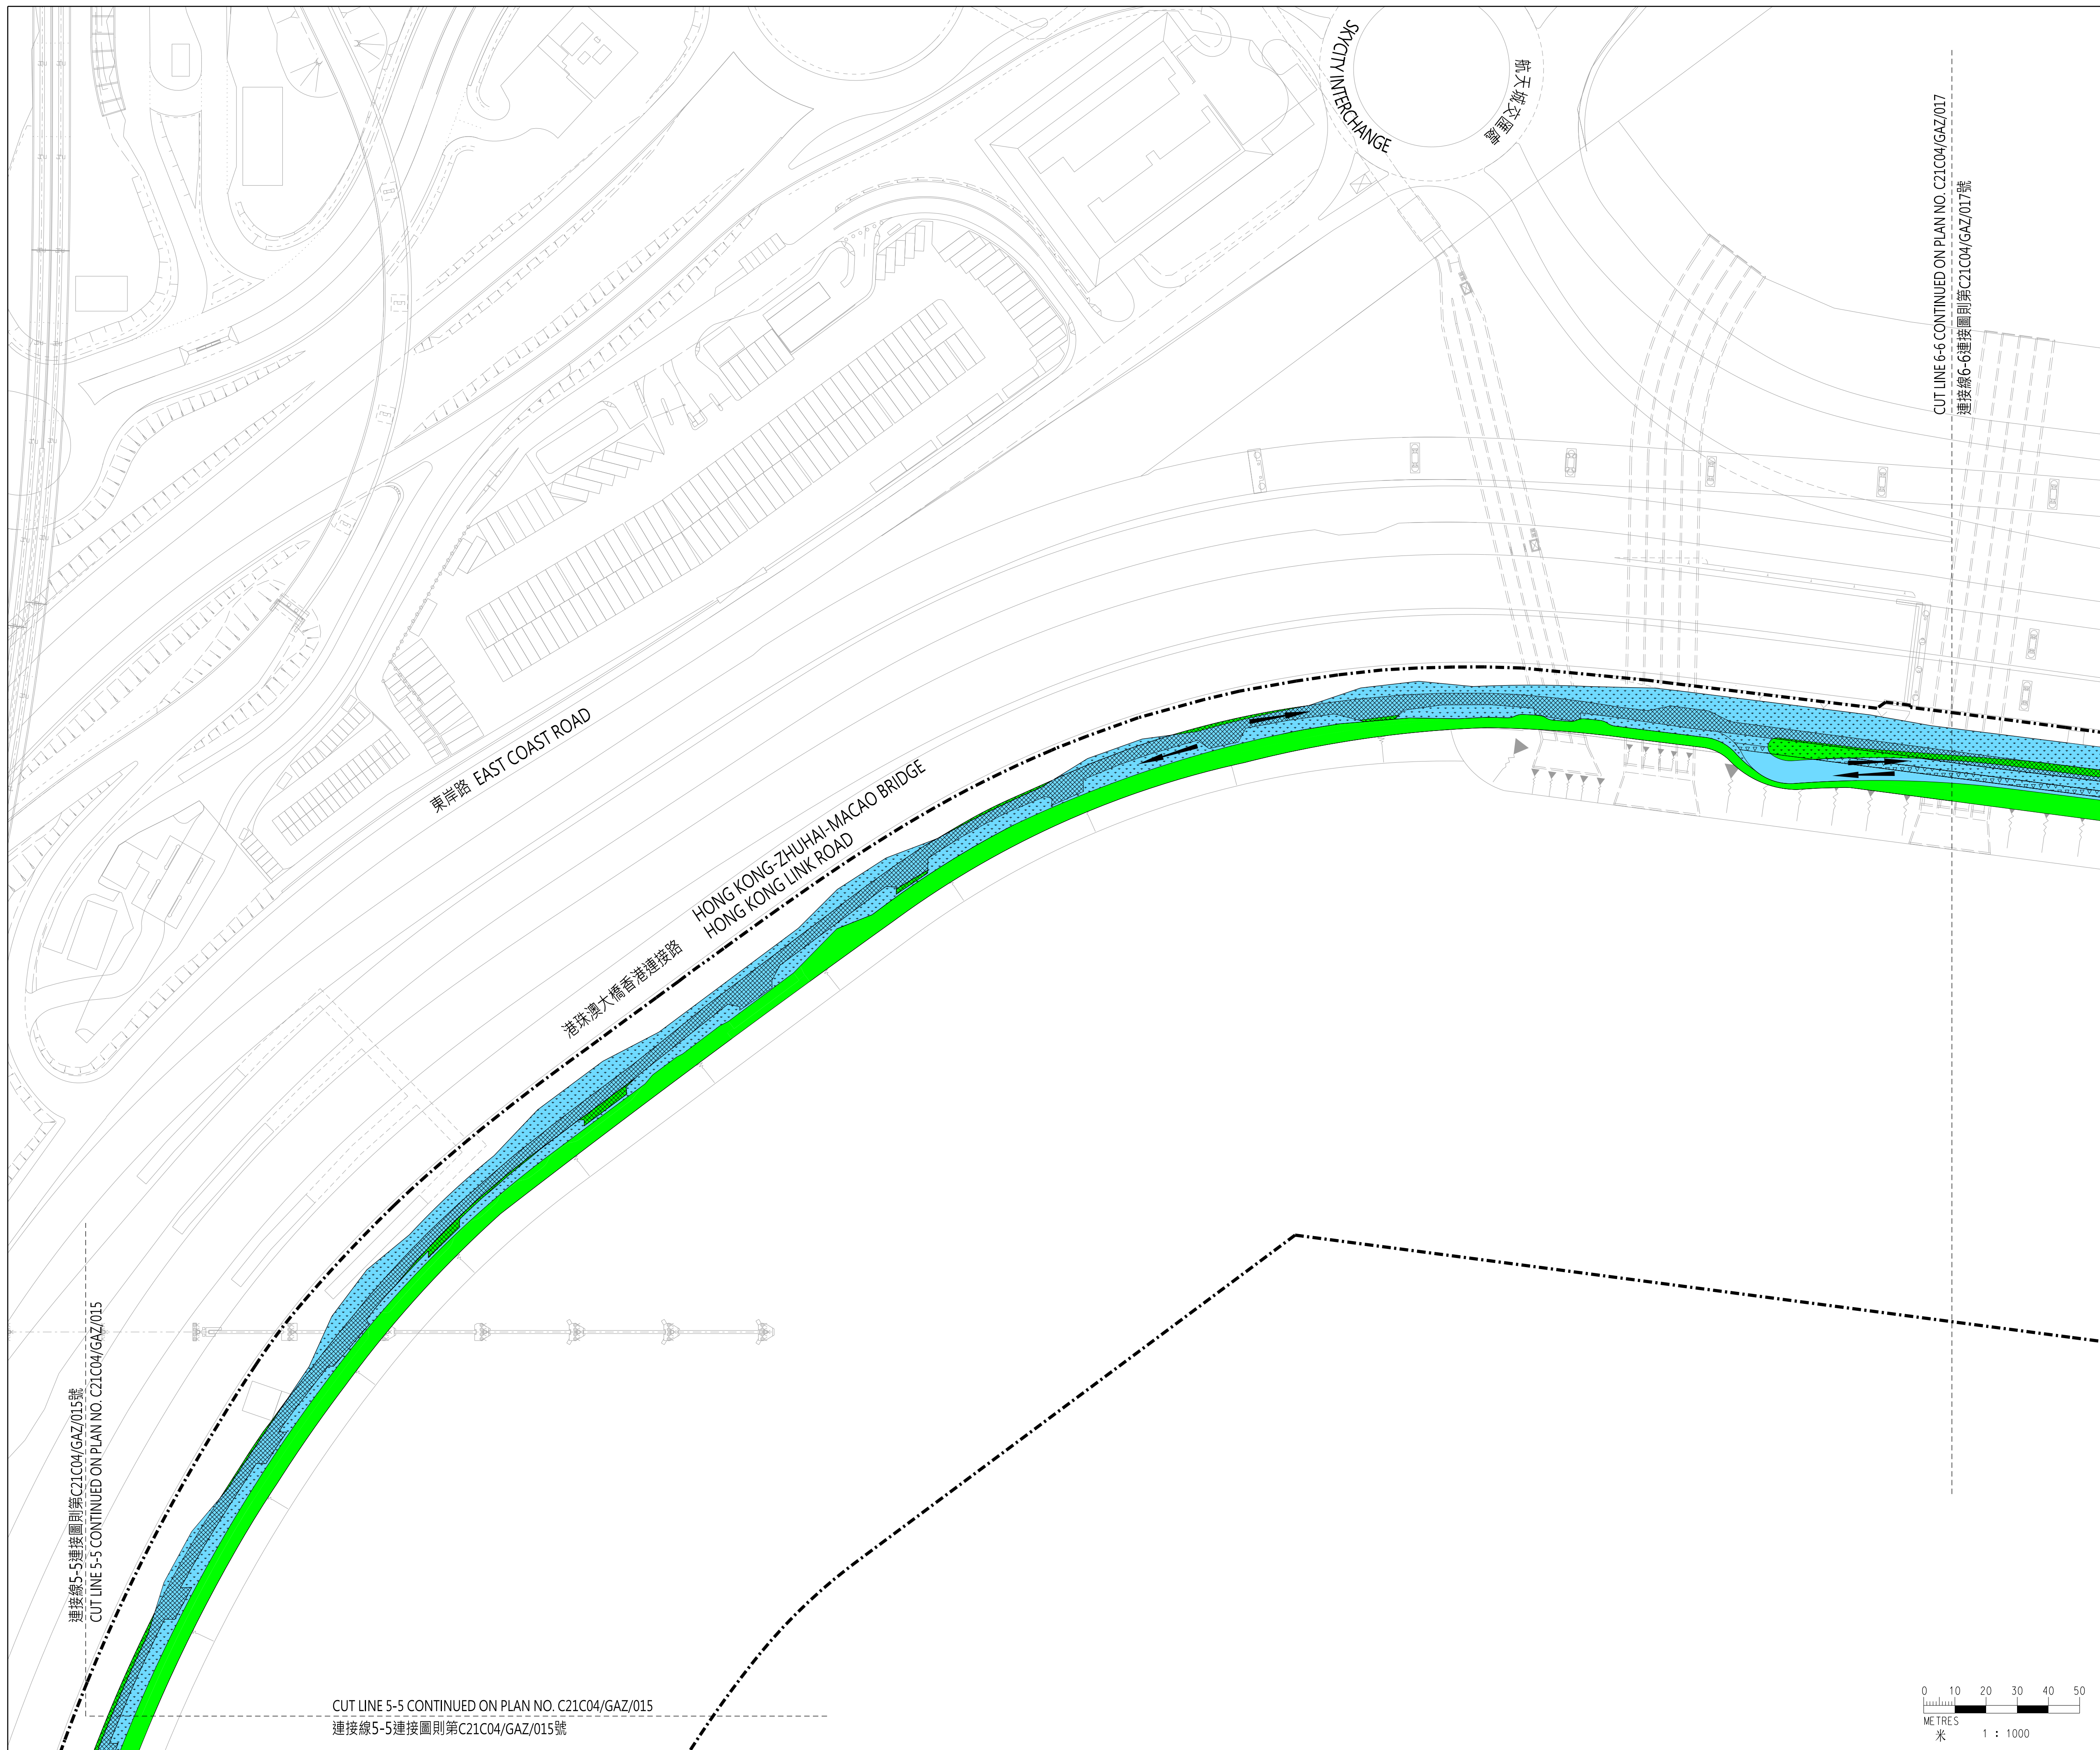 SKYCITY INTERCHANGE
航天城交匯處
CUT LINE 6-6 CONTINUED ON PLAN NO. C21C04/GAZ/017
連接線6-6連接圖則第C21C04/GAZ/017號
東岸路 EAST COAST ROAD
港珠澳大橋香港連接路
HONG KONG-ZHUHAI-MACAO BRIDGE
HONG KONG LINK ROAD
連接線5-5連接圖則第C21C04/GAZ/015號
CUT LINE 5-5 CONTINUED ON PLAN NO. C21C04/GAZ/015
CUT LINE 5-5 CONTINUED ON PLAN NO. C21C04/GAZ/015
連接線5-5連接圖則第C21C04/GAZ/015號
0 10 20 30 40 50
METRES
米 1 : 1000